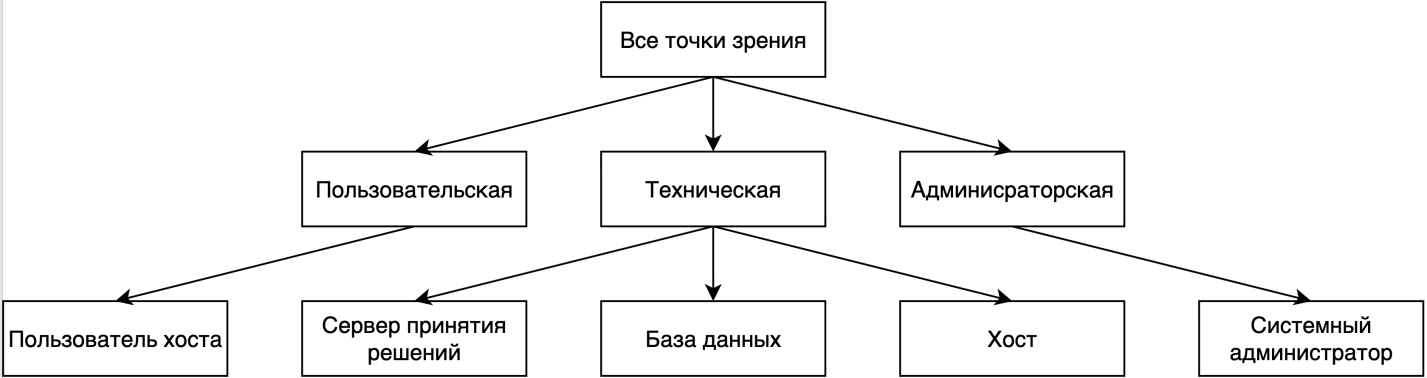 Все точки зрения
Пользовательская
Техническая
Админисраторская
Пользователь хоста
Сервер принятия
решений
База данных
Хост
Системный
администратор